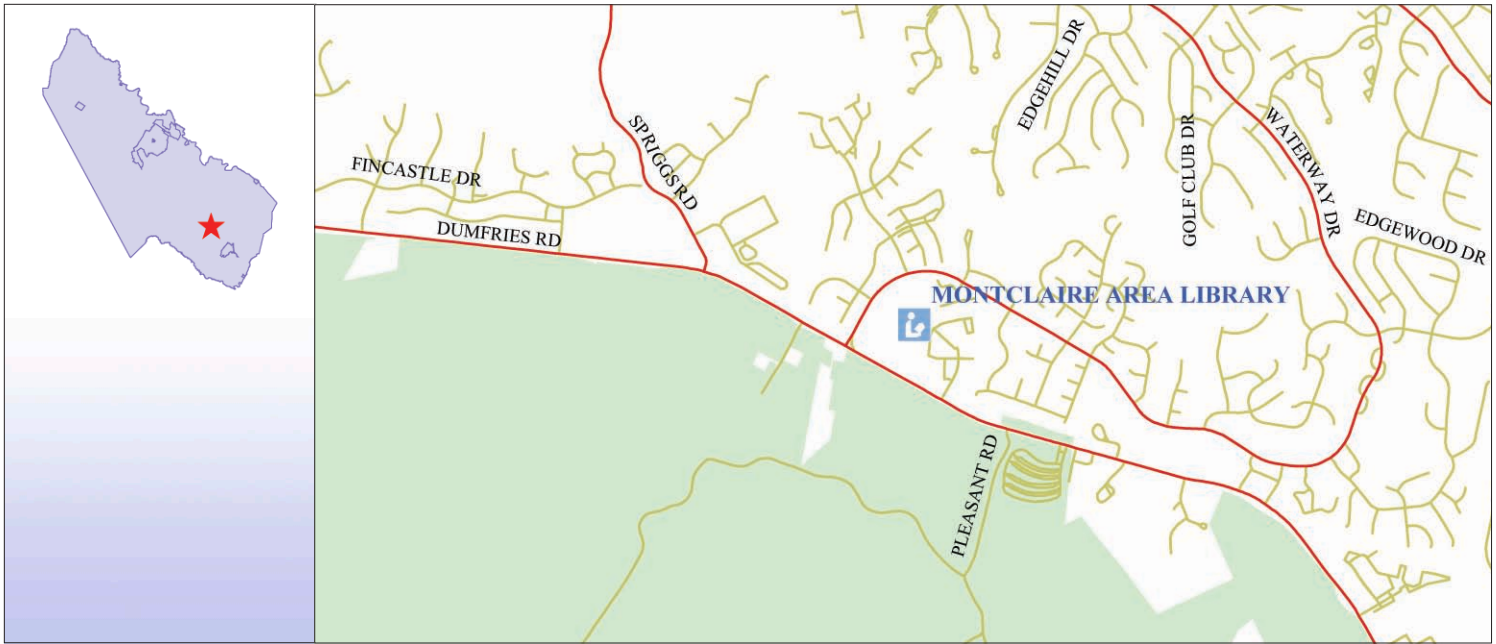 EDGEHILL DR
GOLF CLUB DR
WATERWAY DR
SPRIGGS RD
FINCASTLE DR
DUMFRIES RD
EDGEWOOD DR
MONTCLAIRE AREA LIBRARY
PLEASANT RD